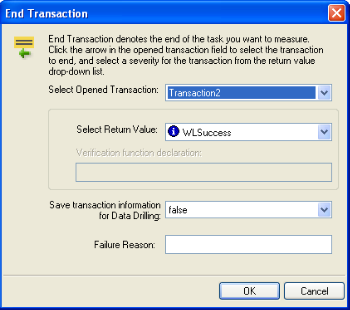 End Transaction
End Transaction denotes the end of the task you want to measure.
Click the arrow in the opened transaction field to select the transaction
to end, and select a severity for the transaction from the return value
drop-down list.
Select Opened Transaction:
Transaction2
Select Return Value:
WLSuccess
Verification function declaration:
Save transaction information
for Data Drilling:
false
Failure Reason:
OK
Cancel